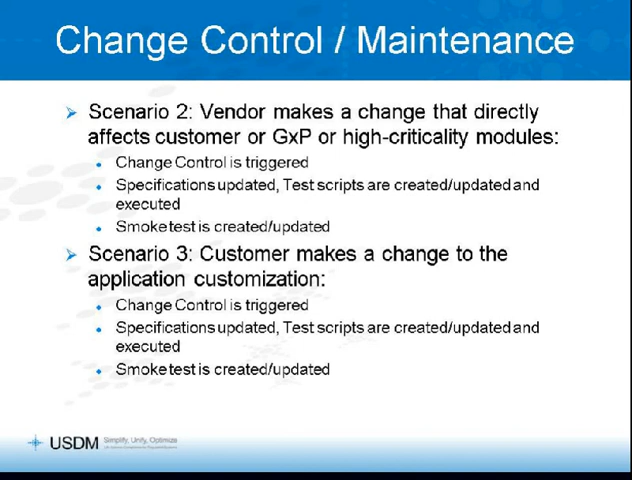 Change Control / Maintenance
Scenario 2: Vendor makes a change that directly
affects customer or GxP or high-criticality modules:
Change Control is triggered
Specifications updated, Test scripts are created/updated and
executed
Smoke test is created/updated
Scenario 3: Customer makes a change to the
application customization:
Change Control is triggered
Specifications updated, Test scripts are created/updated and
executed
Smoke test is created/updated
USDM Simplify, Unify, Optimize